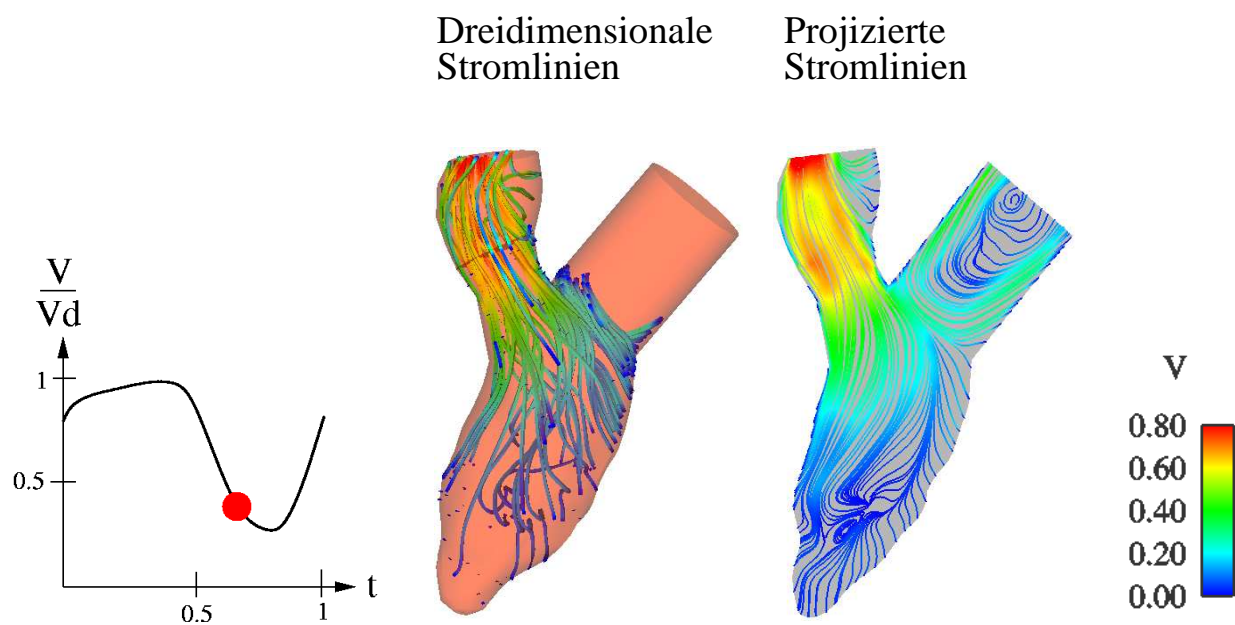 Dreidimensionale
Stromlinien
Projizierte
Stromlinien
V
Vd
1
0.5
0.5
1
t
V
0.80
0.60
0.40
0.20
0.00